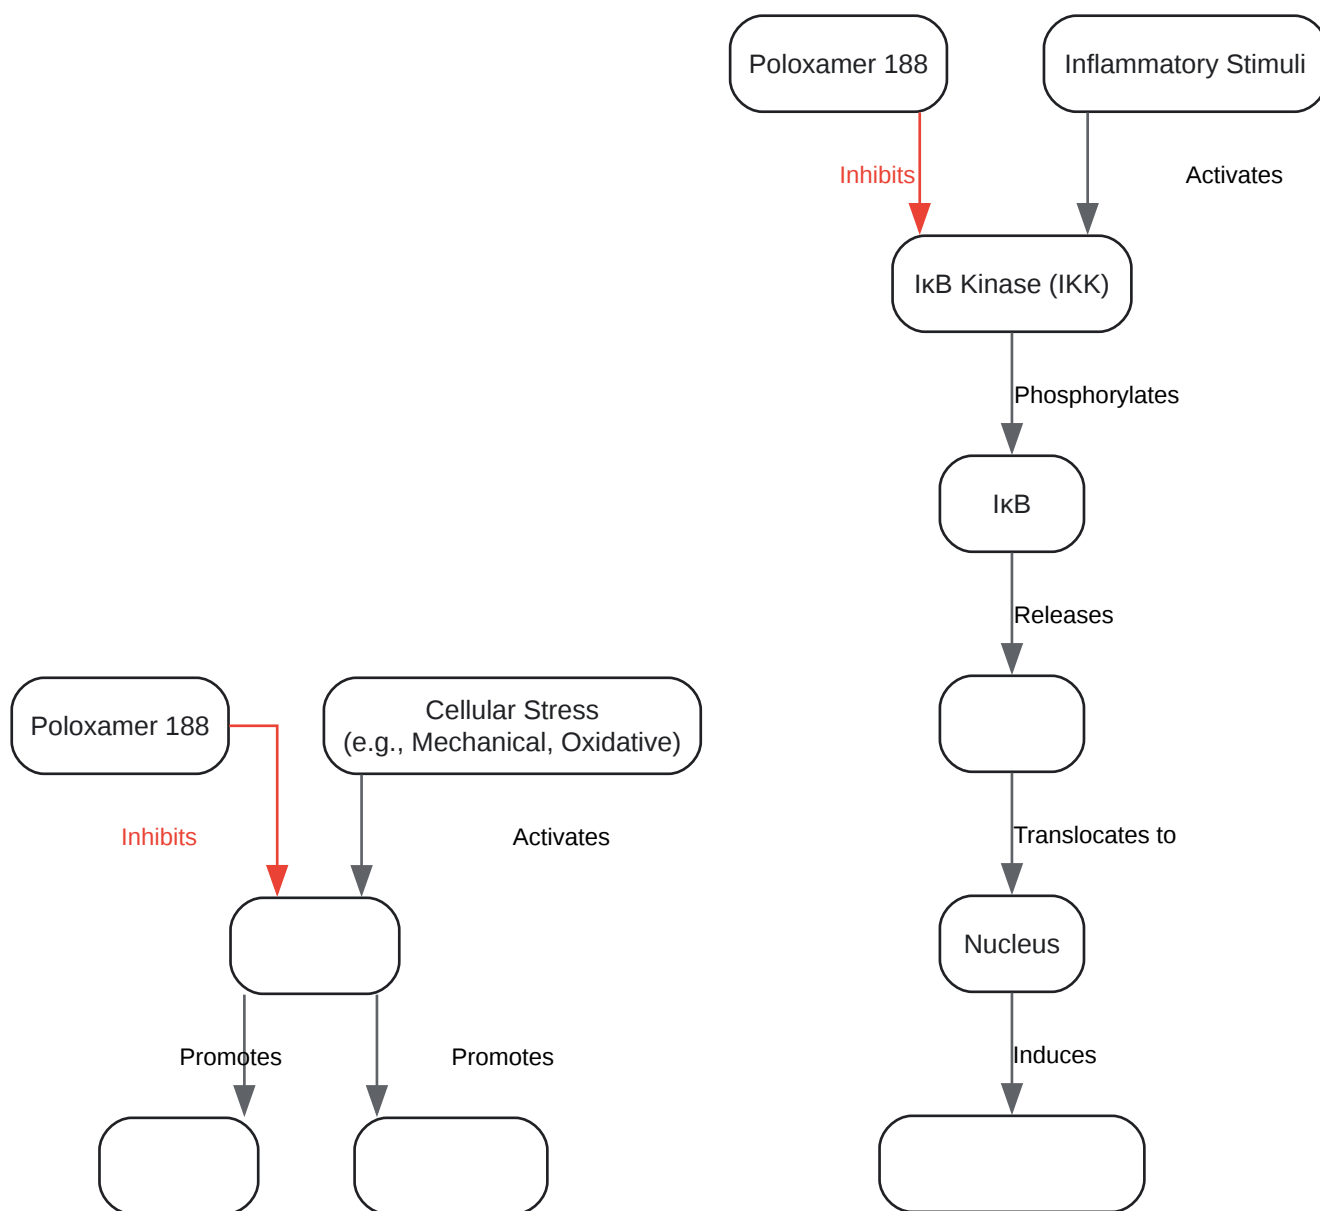 Poloxamer 188
Inflammatory Stimuli
Inhibits
Activates
IκB Kinase (IKK)
Phosphorylates
IκB
Releases
Poloxamer 188
Cellular Stress
(e.g., Mechanical, Oxidative)
Inhibits
Activates
Translocates to
Nucleus
Promotes
Promotes
Induces